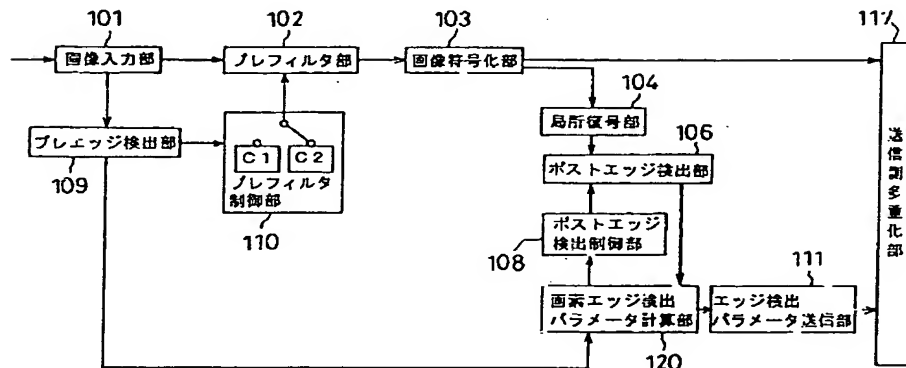 101
102
103
117
画像入力部
プレフィルタ部
画像符号化部
104
局所復号部
106
プレエッジ検出部
109
C1
C2
プレフィルタ
制御部
110
ポストエッジ検出部
108
ポストエッジ
検出制御部
111
画素エッジ検出
パラメータ計算部
120
エッジ検出
パラメータ送信部
送信側多重化部